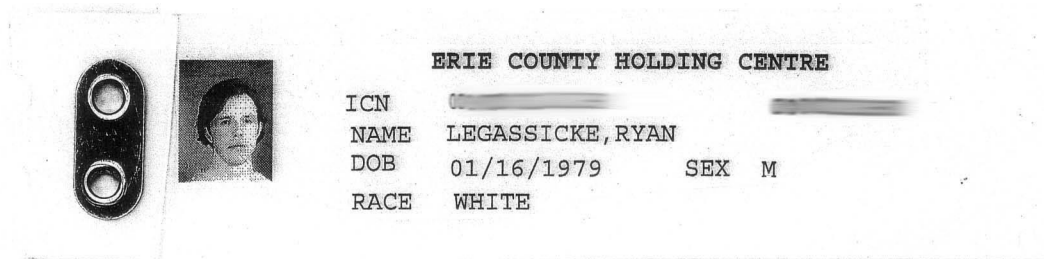 ERIE COUNTY HOLDING CENTRE
ICN
NAME LEGASSICKE,RYAN
DOB 01/16/1979 SEX M
RACE WHITE